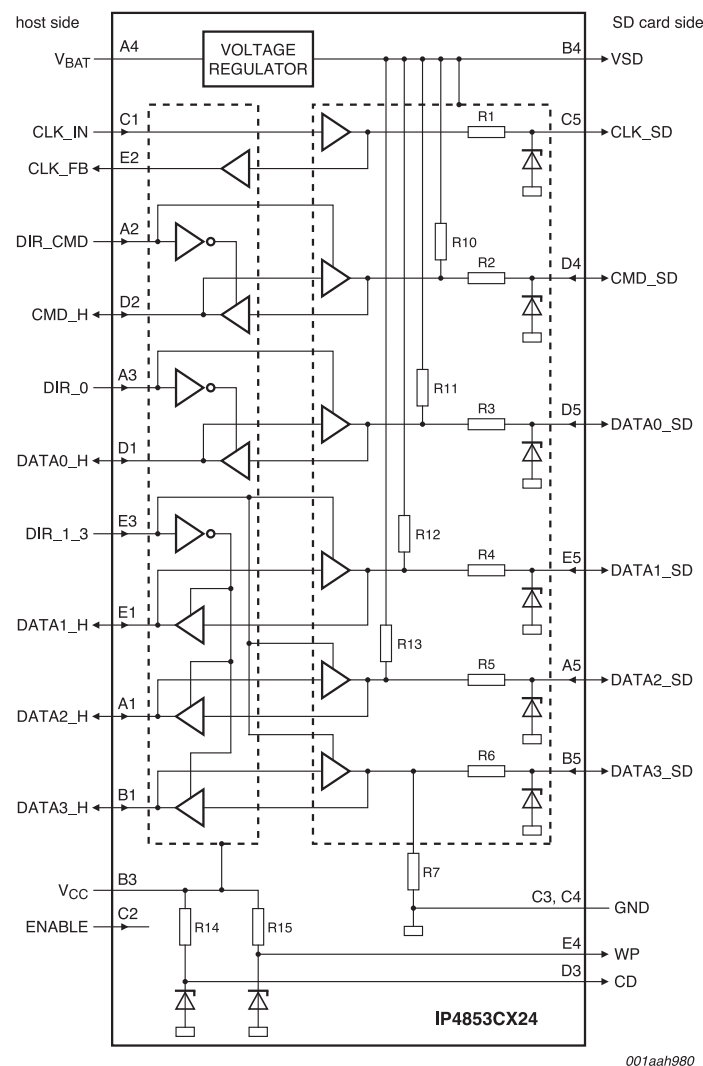 host side
SD card side
VBAT
A4
VOLTAGE
REGULATOR
B4
VSD
CLK_IN
C1
R1
C5
CLK_SD
CLK_FB
E2
DIR_CMD
A2
R10
R2
D4
CMD_SD
CMD_H
D2
DIR_0
A3
R11
R3
D5
DATA0_SD
DATA0_H
D1
DIR_1_3
E3
R12
R4
E5
DATA1_SD
DATA1_H
E1
R13
R5
A5
DATA2_SD
DATA2_H
A1
R6
B5
DATA3_SD
DATA3_H
B1
R7
VCC
B3
C3, C4
GND
ENABLE
C2
R14
R15
E4
WP
D3
CD
IP4853CX24
001aah980